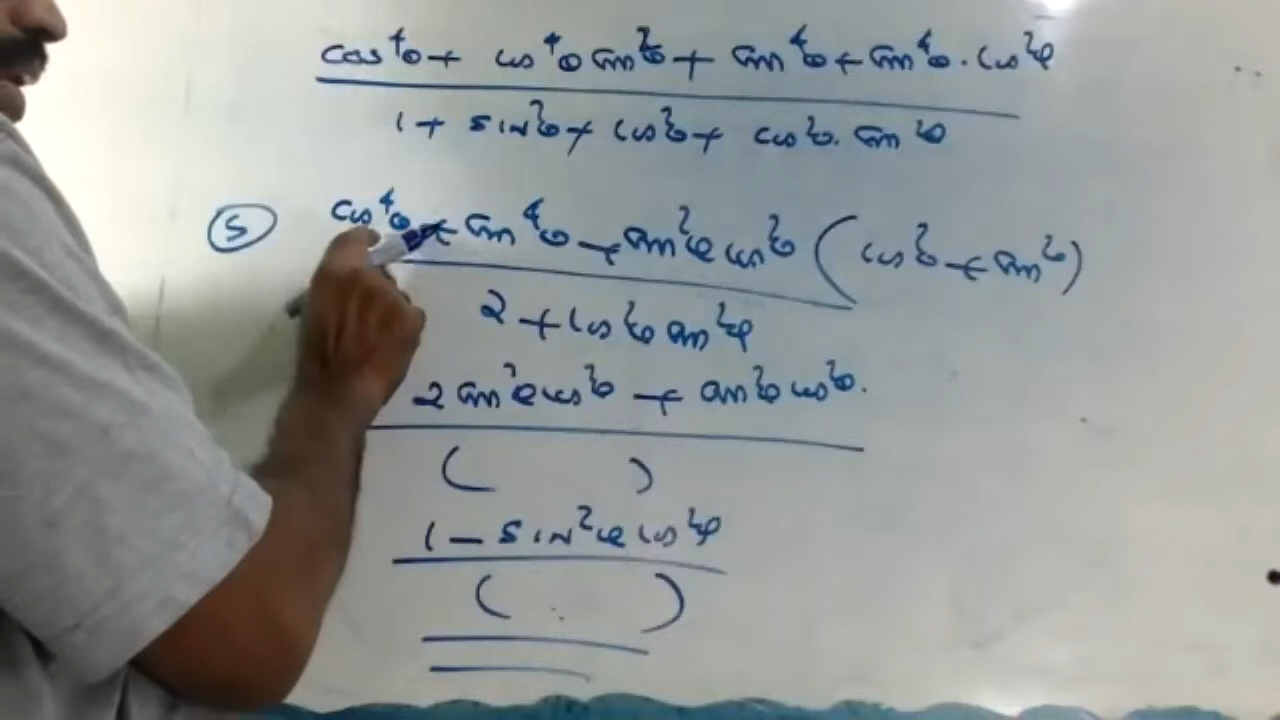 cos⁴θ + cos⁴θ sin²θ + sin⁴θ + sin⁴θ . cos²θ
1 + sin²θ + cos²θ + cos²θ . sin²θ
5 cos⁴θ + sin⁴θ + sin²θ cos²θ ( cos²θ + sin²θ )
2 + cos²θ sin²θ
2 sin²θ cos²θ + sin²θ cos²θ .
( )
1 - sin²θ cos²θ
( )